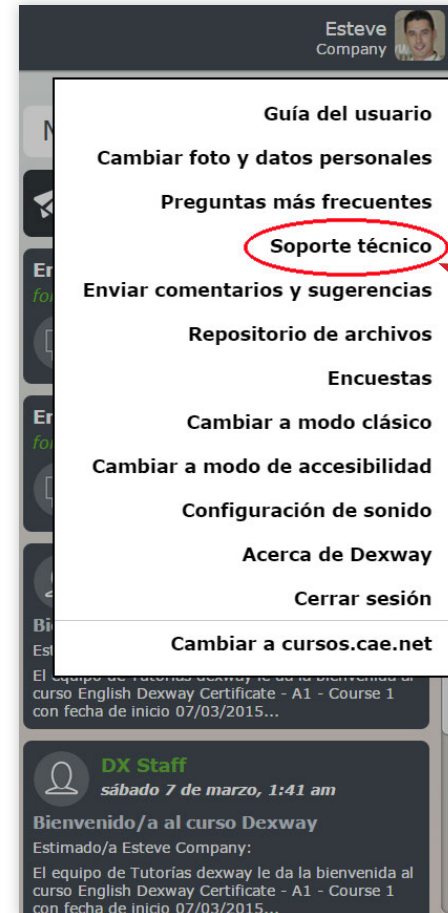 Esteve
Company
Guía del usuario
Cambiar foto y datos personales
Preguntas más frecuentes
Soporte técnico
Enviar comentarios y sugerencias
Repositorio de archivos
Encuestas
Cambiar a modo clásico
Cambiar a modo de accesibilidad
Configuración de sonido
Acerca de Dexway
Cerrar sesión
Cambiar a cursos.cae.net
El equipo de Tutorías dexway le da la bienvenida al
curso English Dexway Certificate - A1 - Course 1
con fecha de inicio 07/03/2015...
DX Staff
sábado 7 de marzo, 1:41 am
Bienvenido/a al curso Dexway
Estimado/a Esteve Company:
El equipo de Tutorías dexway le da la bienvenida al
curso English Dexway Certificate - A1 - Course 1
con fecha de inicio 07/03/2015...